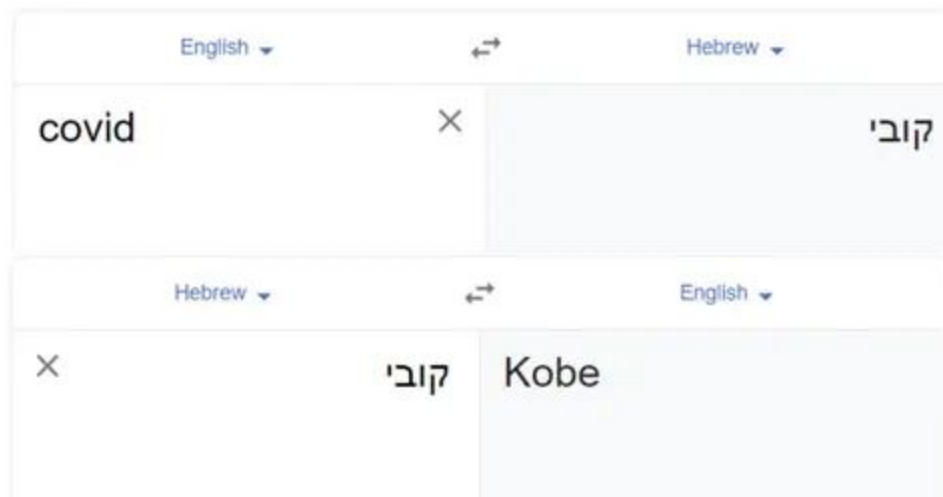 English Hebrew
covid קובי
Hebrew English
קובי Kobe